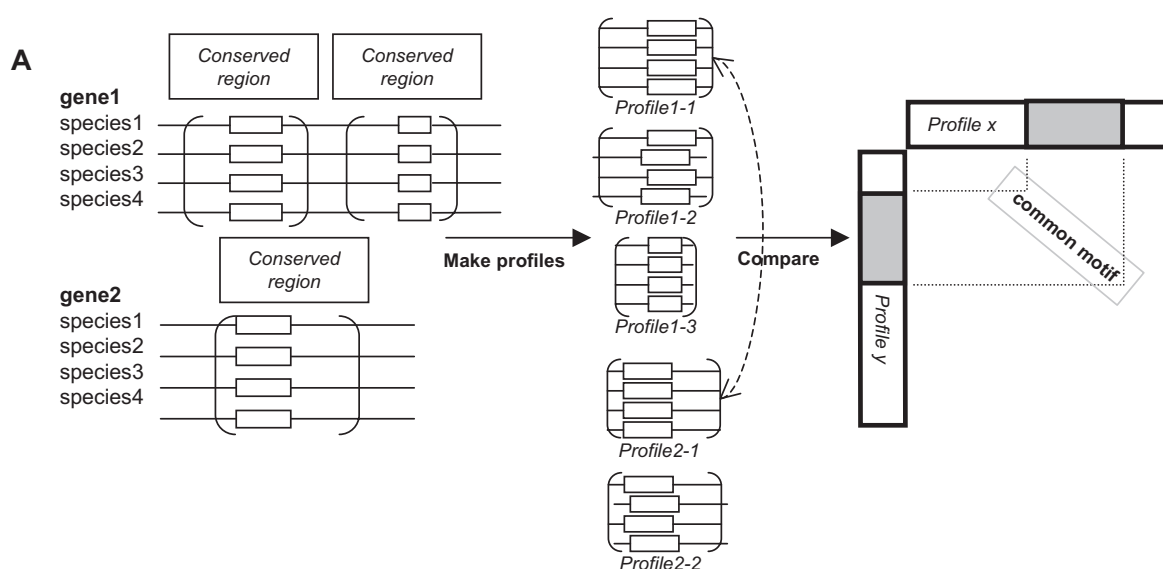 A
Conserved
region
Conserved
region
gene1
species1
species2
species3
species4
Conserved
region
gene2
species1
species2
species3
species4
Make profiles
Profile1-1
Profile1-2
Profile1-3
Profile2-1
Profile2-2
Compare
Profile x
Profile y
common motif